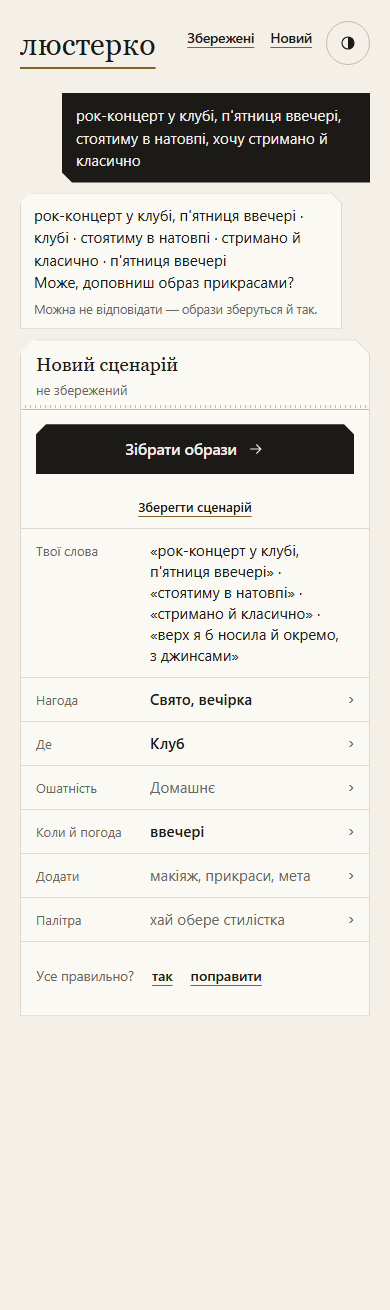 люстерко
Збережені
Новий
рок-концерт у клубі, п'ятниця ввечері,
стоятиму в натовпі, хочу стримано й
класично
рок-концерт у клубі, п'ятниця ввечері ·
клубі · стоятиму в натовпі · стримано й
класично · п'ятниця ввечері
Може, доповниш образ прикрасами?
Можна не відповідати — образи зберуться й так.
Новий сценарій
не збережений
Зібрати образи →
Зберегти сценарій
Твої слова
«рок-концерт у клубі,
п'ятниця ввечері» ·
«стоятиму в натовпі» ·
«стримано й класично» ·
«верх я б носила й окремо,
з джинсами»
Нагода Свято, вечірка ›
Де Клуб ›
Ошатність Домашнє ›
Коли й погода ввечері ›
Додати макіяж, прикраси, мета ›
Палітра хай обере стилістка ›
Усе правильно? так поправити